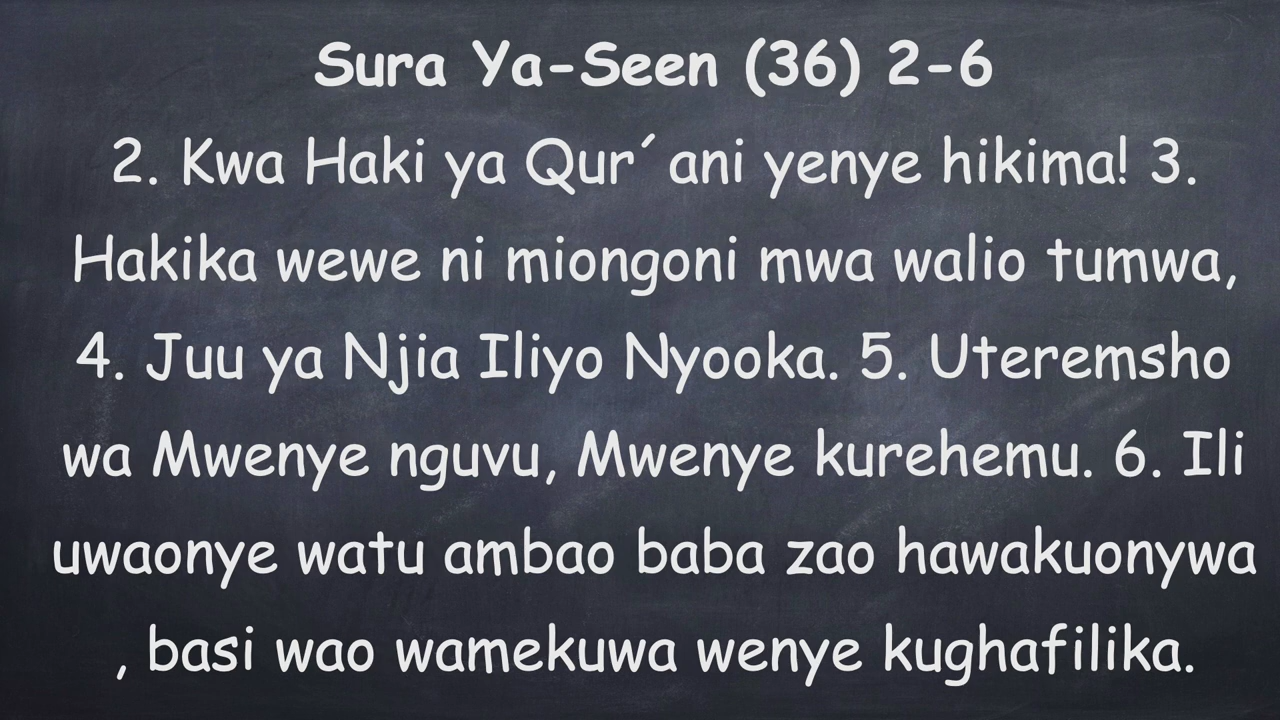 Sura Ya-Seen (36) 2-6
2. Kwa Haki ya Qur´ani yenye hikima! 3.
Hakika wewe ni miongoni mwa walio tumwa,
4. Juu ya Njia Iliyo Nyooka. 5. Uteremsho
wa Mwenye nguvu, Mwenye kurehemu. 6. Ili
uwaonye watu ambao baba zao hawakuonywa
, basi wao wamekuwa wenye kughafilika.